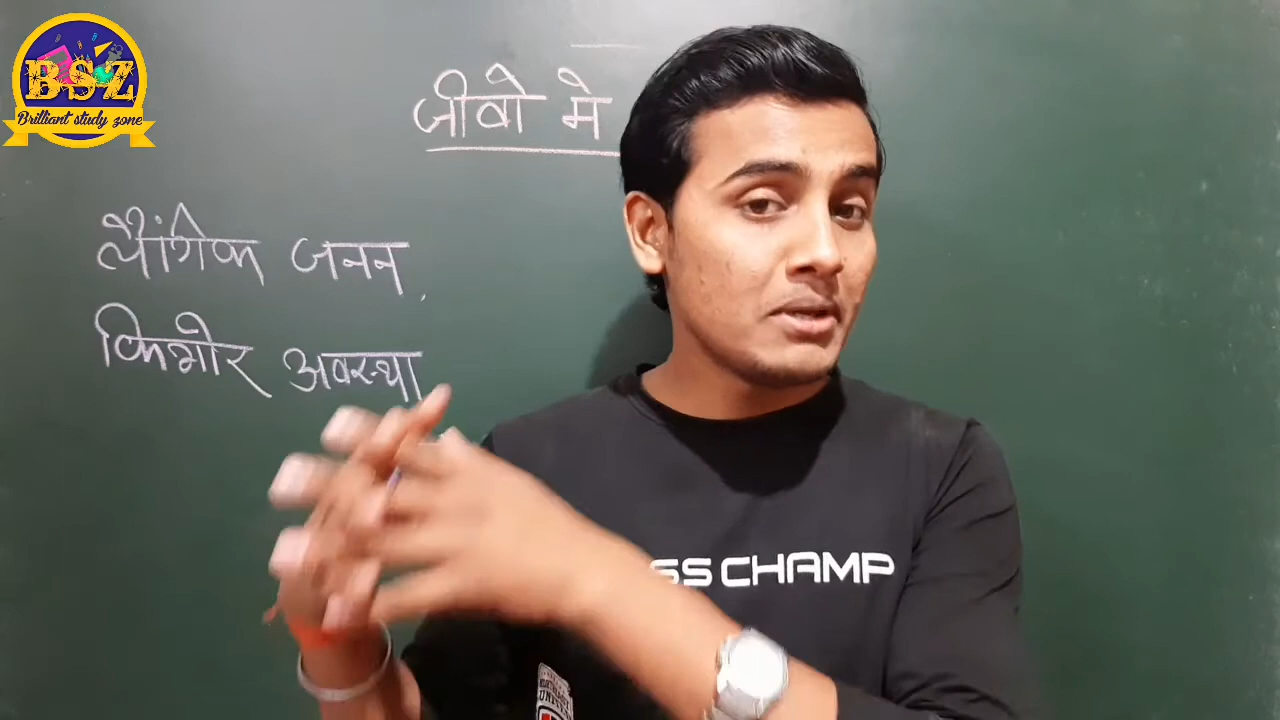 BSZ
Brilliant study zone
जीवो मे
लैंगिक जनन
किशोर अवस्था
SS CHAMP